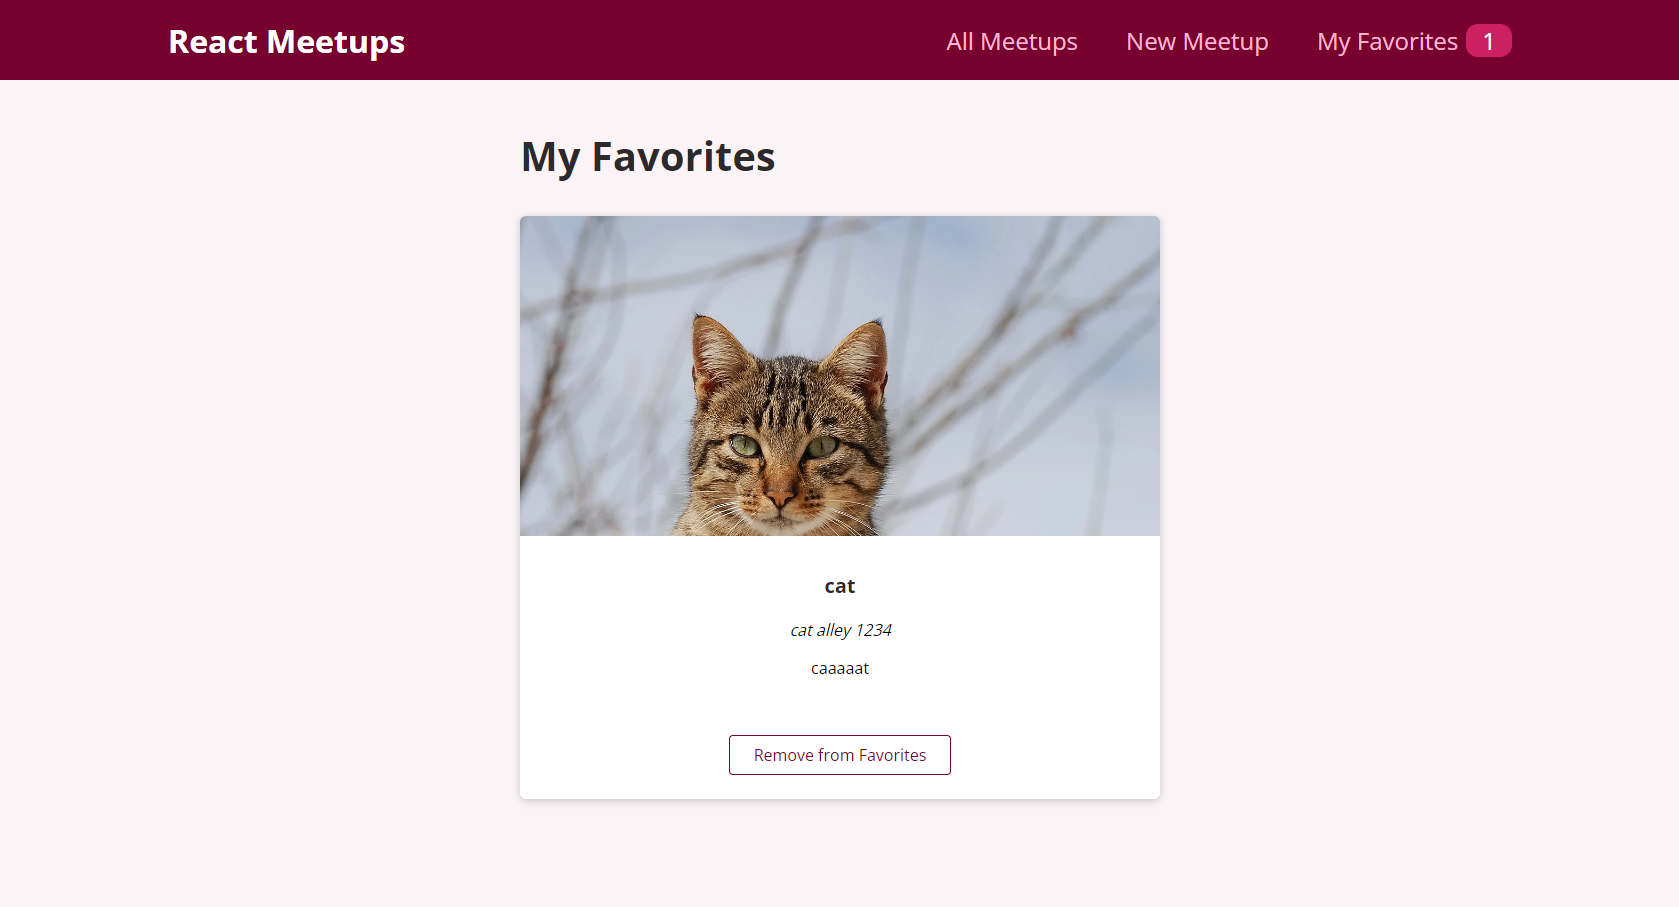 React Meetups
All Meetups
New Meetup
My Favorites 1
My Favorites
cat
cat alley 1234
caaaaat
Remove from Favorites